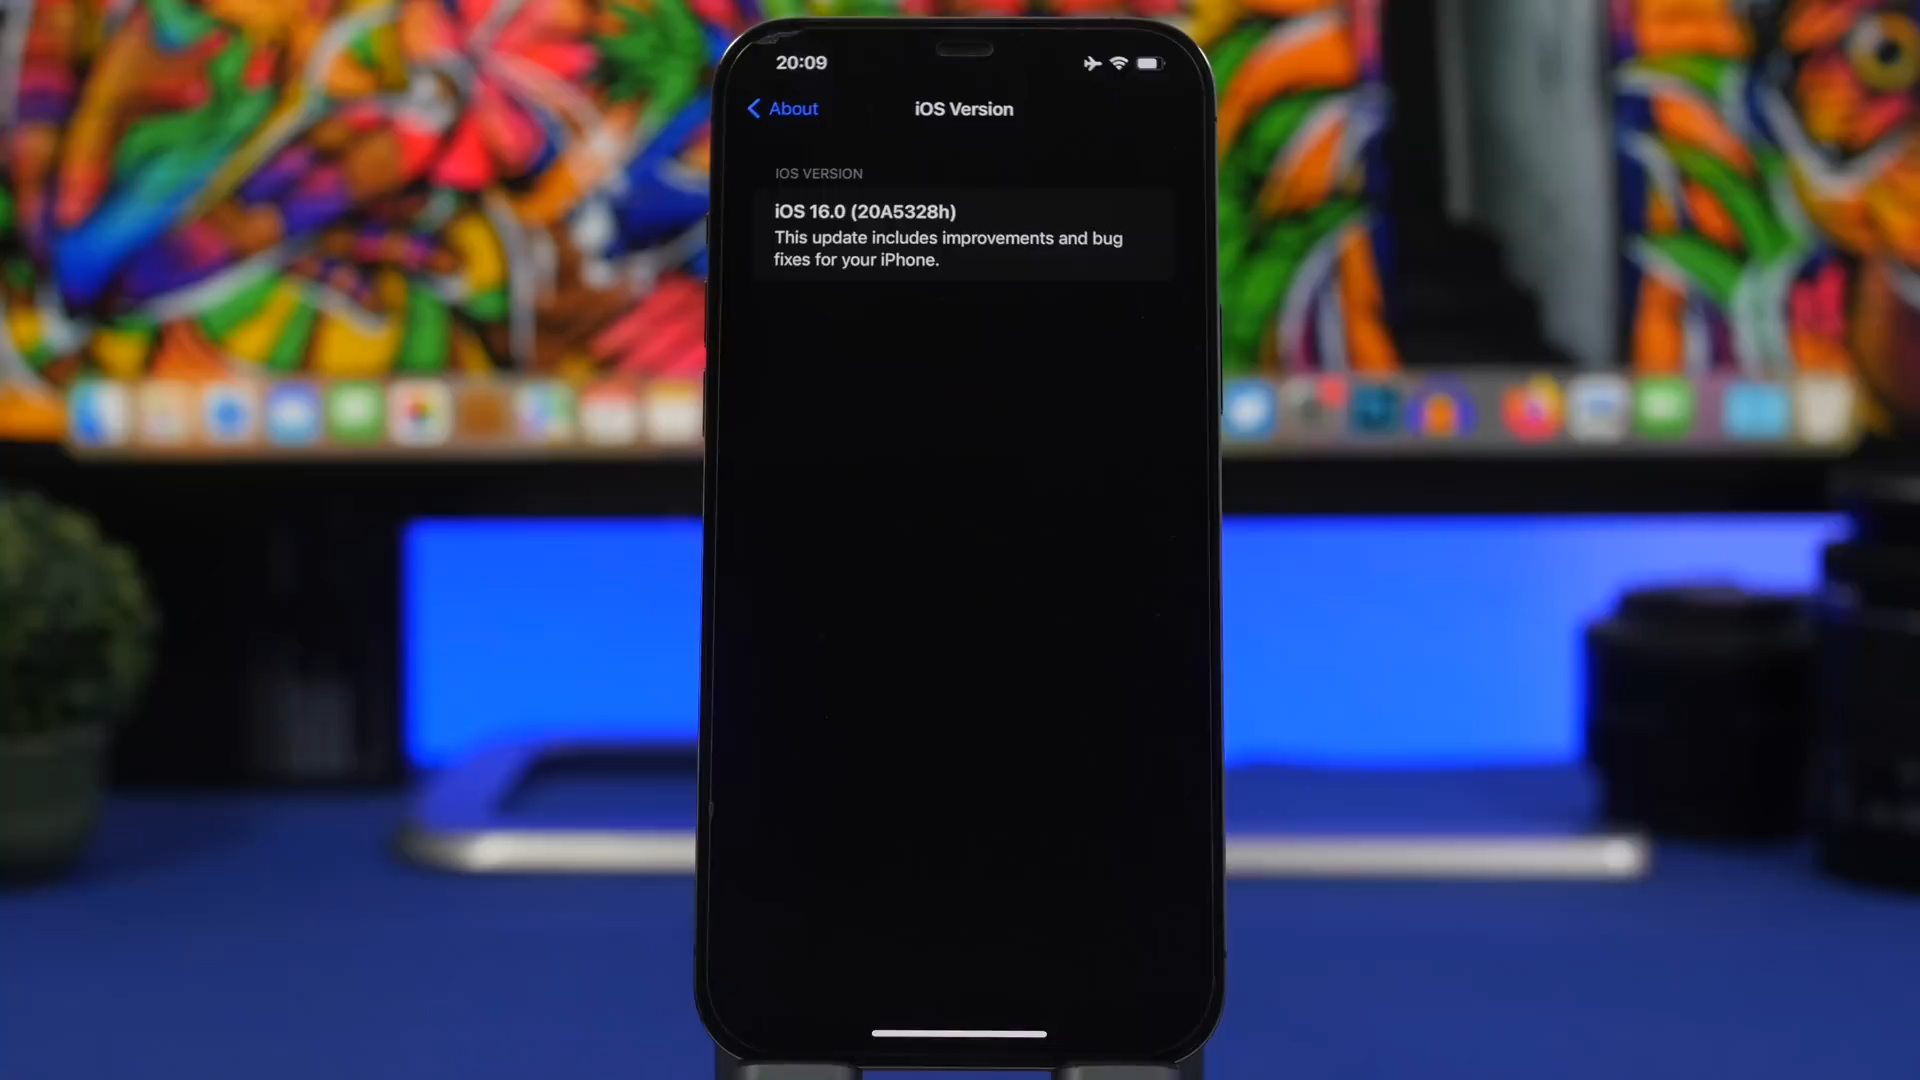 20:09
About
iOS Version
IOS VERSION
iOS 16.0 (20A5328h)
This update includes improvements and bug
fixes for your iPhone.